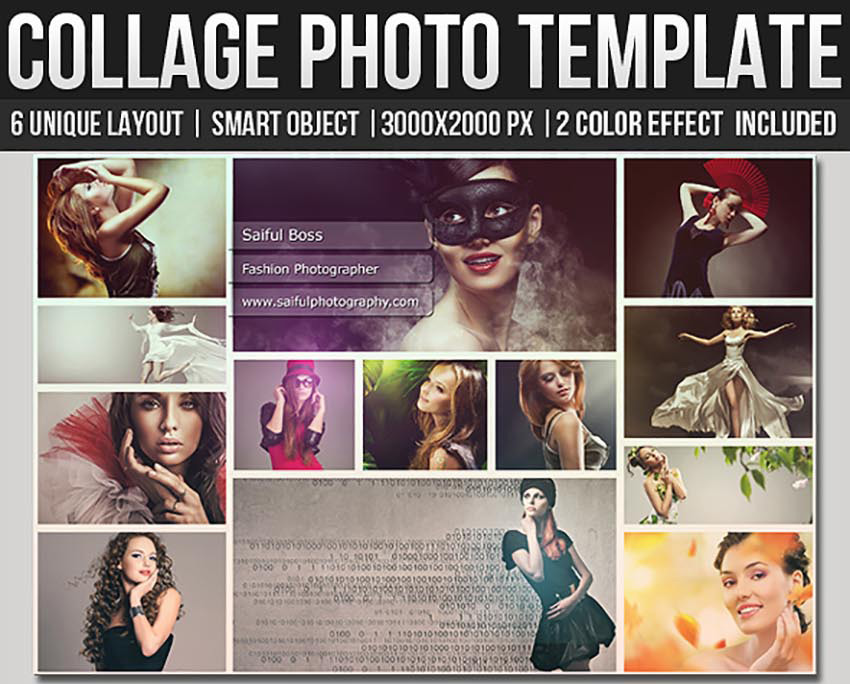 COLLAGE PHOTO TEMPLATE
6 UNIQUE LAYOUT | SMART OBJECT |3000X2000 PX |2 COLOR EFFECT INCLUDED
Saiful Boss
Fashion Photographer
www.saifulphotography.com